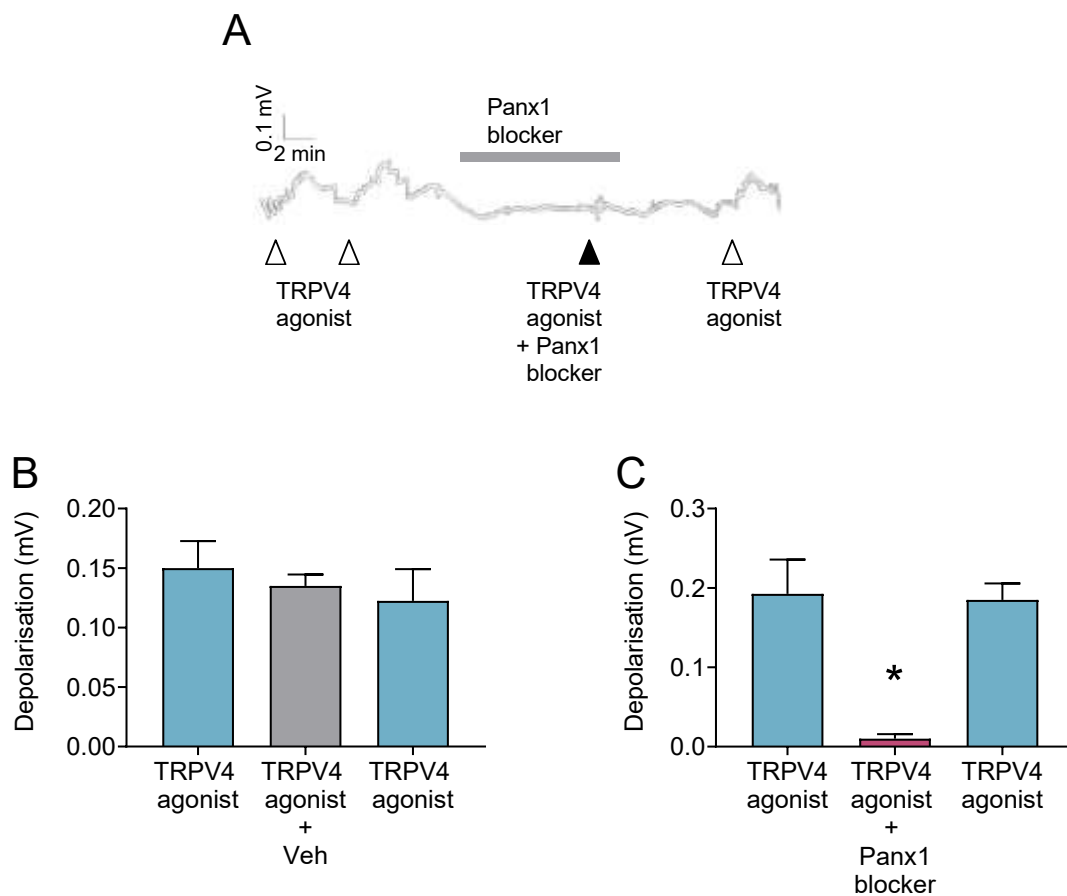 A
0.1 mV
2 min
Panx1
blocker
TRPV4
agonist
TRPV4
agonist
+ Panx1
blocker
TRPV4
agonist
B
Depolarisation (mV)
0.20
0.15
0.10
0.05
0.00
TRPV4
agonist
TRPV4
agonist
+
Veh
TRPV4
agonist
C
Depolarisation (mV)
0.3
0.2
0.1
0.0
*
TRPV4
agonist
TRPV4
agonist
+
Panx1
blocker
TRPV4
agonist